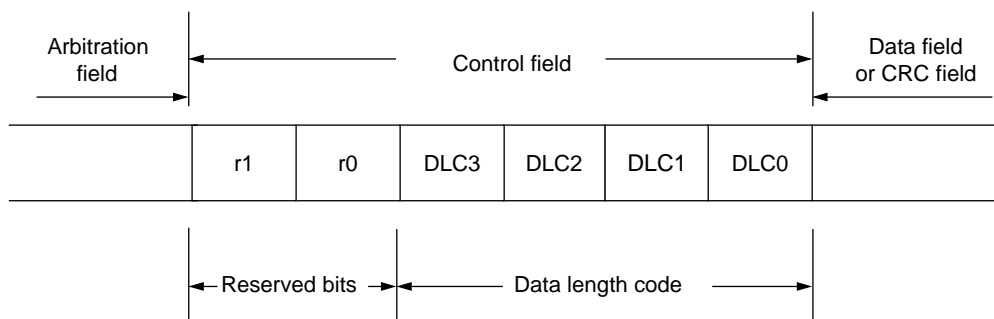 Arbitration
field
Control field
Data field
or CRC field
r1 r0 DLC3 DLC2 DLC1 DLC0
Reserved bits
Data length code